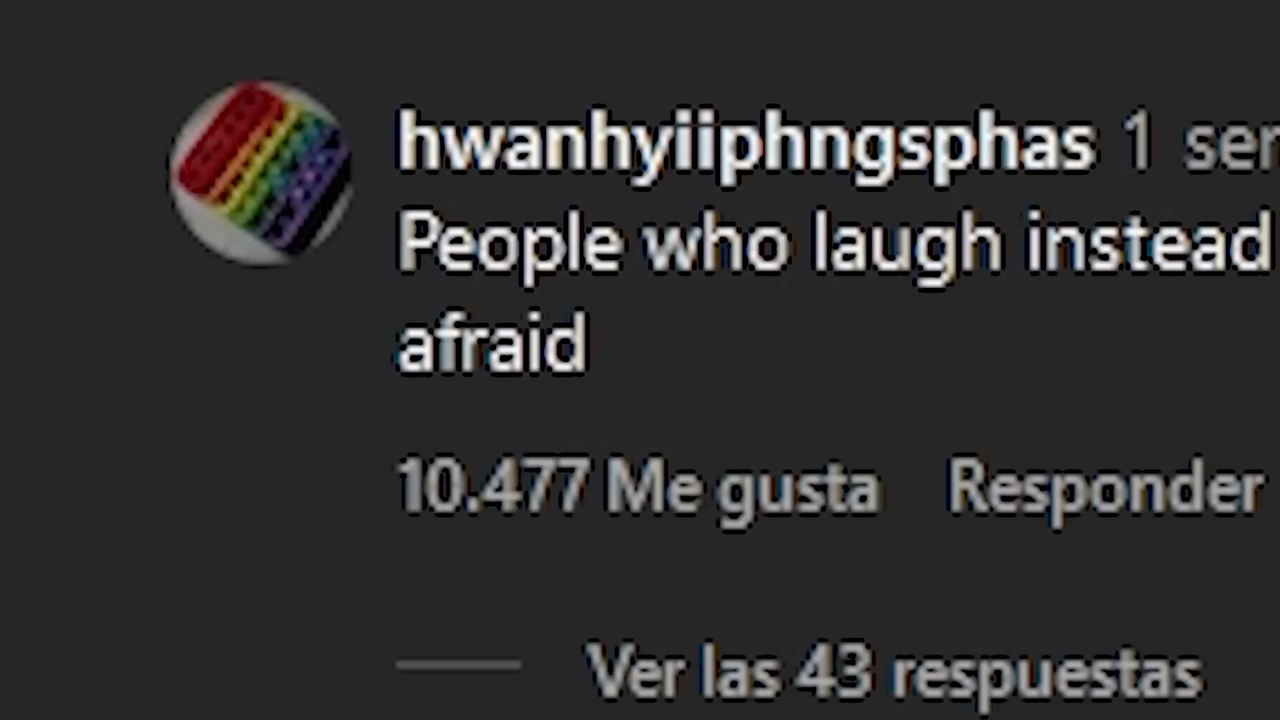 hwanhyiiphngsphas 1
People who laugh instead
afraid
10.477 Me gusta Responder
Ver las 43 respuestas